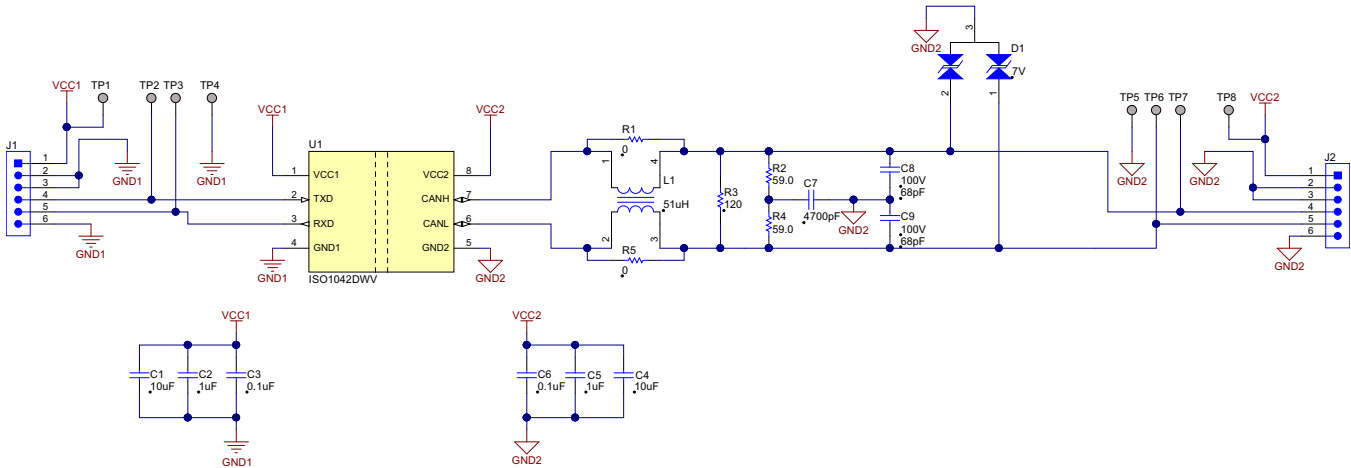 3
GND2
D1
7V
2
1
VCC1
TP1
TP2
TP3
TP4
J1
1
2
3
4
5
6
GND1
GND1
GND1
VCC1
U1
1
VCC1
2
TXD
3
RXD
4
GND1
VCC2
8
CANH
7
CANL
6
GND2
5
ISO1042DWV
GND1
VCC2
GND2
R1
0
1
4
L1
51uH
2
3
R5
0
R3
120
R2
59.0
R4
59.0
C7
4700pF
GND2
C8
100V
68pF
C9
100V
68pF
TP5
TP6
TP7
TP8
VCC2
GND2
GND2
J2
1
2
3
4
5
6
GND2
VCC1
C1
10uF
C2
1uF
C3
0.1uF
GND1
VCC2
C6
0.1uF
C5
1uF
C4
10uF
GND2